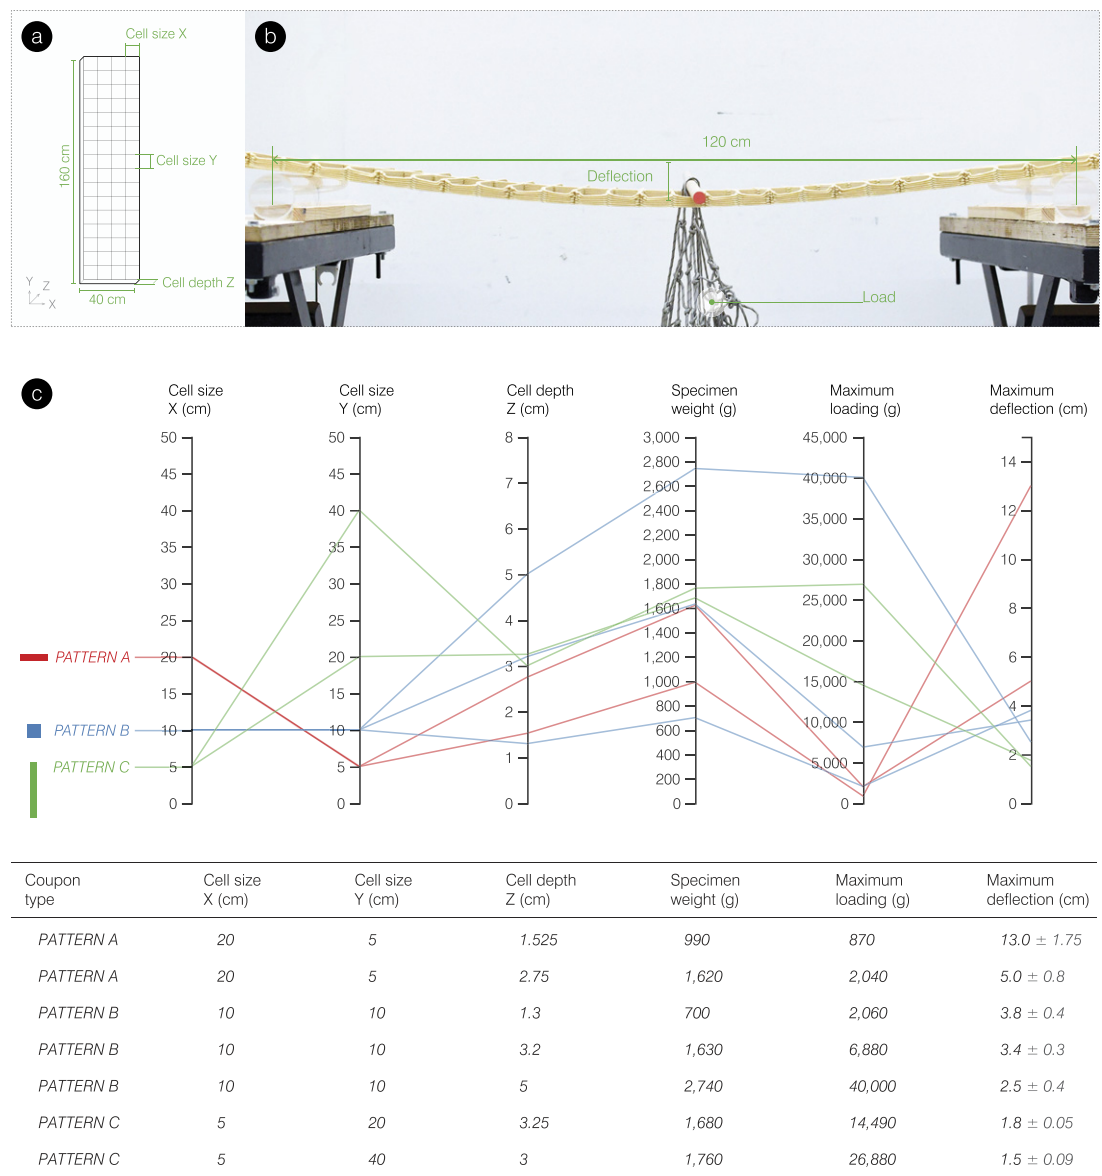 a
Cell size X
160 cm
Cell size Y
Cell depth Z
40 cm
Y
Z
X
b
120 cm
Deflection
Load
c
Cell size
X (cm)
Cell size
Y (cm)
Cell depth
Z (cm)
Specimen
weight (g)
Maximum
loading (g)
Maximum
deflection (cm)
50
45
40
35
30
25
20
15
10
5
0
50
45
40
35
30
25
20
15
10
5
0
8
7
6
5
4
3
2
1
0
3,000
2,800
2,600
2,400
2,200
2,000
1,800
1,600
1,400
1,200
1,000
800
600
400
200
0
45,000
40,000
35,000
30,000
25,000
20,000
15,000
10,000
5,000
0
14
12
10
8
6
4
2
0
PATTERN A
PATTERN B
PATTERN C
Coupon type Cell size X (cm) Cell size Y (cm) Cell depth Z (cm) Specimen weight (g) Maximum loading (g) Maximum deflection (cm)
PATTERN A 20 5 1.525 990 870 13.0 ± 1.75
PATTERN A 20 5 2.75 1,620 2,040 5.0 ± 0.8
PATTERN B 10 10 1.3 700 2,060 3.8 ± 0.4
PATTERN B 10 10 3.2 1,630 6,880 3.4 ± 0.3
PATTERN B 10 10 5 2,740 40,000 2.5 ± 0.4
PATTERN C 5 20 3.25 1,680 14,490 1.8 ± 0.05
PATTERN C 5 40 3 1,760 26,880 1.5 ± 0.09